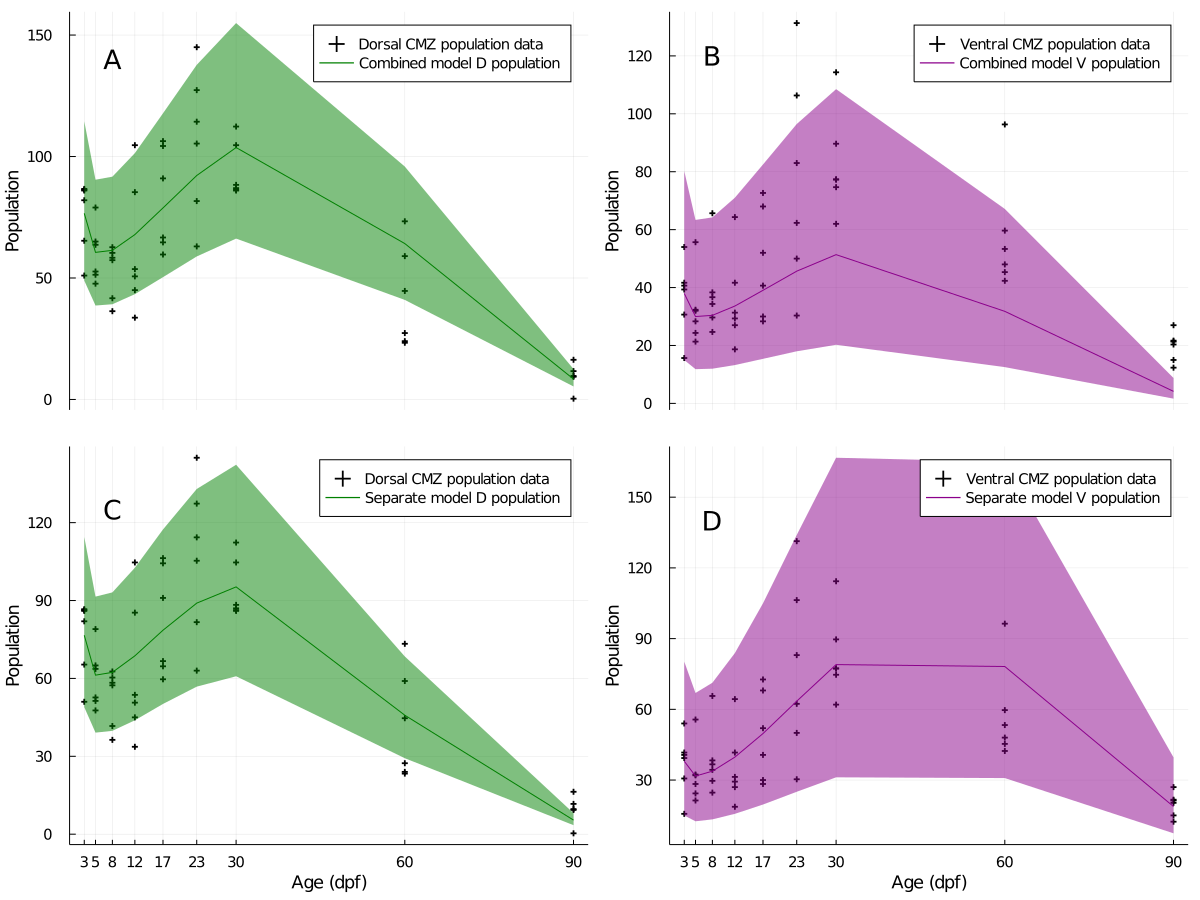 A
Dorsal CMZ population data
Combined model D population
Population
150
100
50
0
B
Ventral CMZ population data
Combined model V population
Population
120
100
80
60
40
20
0
C
Dorsal CMZ population data
Separate model D population
Population
120
90
60
30
0
3 5 8 12 17 23 30 60 90
Age (dpf)
D
Ventral CMZ population data
Separate model V population
Population
150
120
90
60
30
3 5 8 12 17 23 30 60 90
Age (dpf)